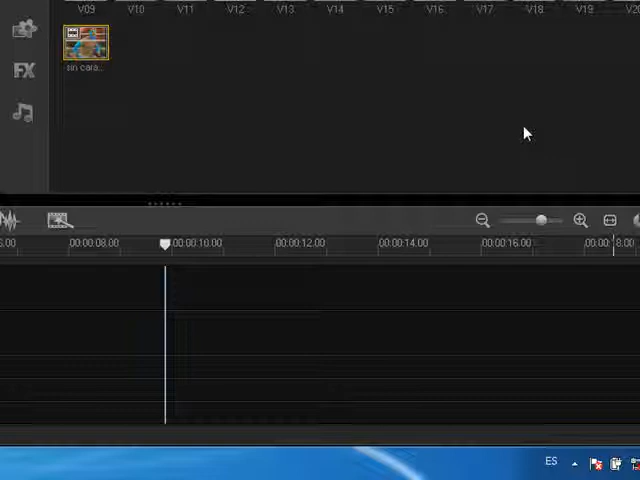 V09 V10 V11 V12 V13 V14 V15 V16 V17 V18 V19
sin cara...
FX
00:00:08.00 00:00:10.00 00:00:12.00 00:00:14.00 00:00:16.00
ES